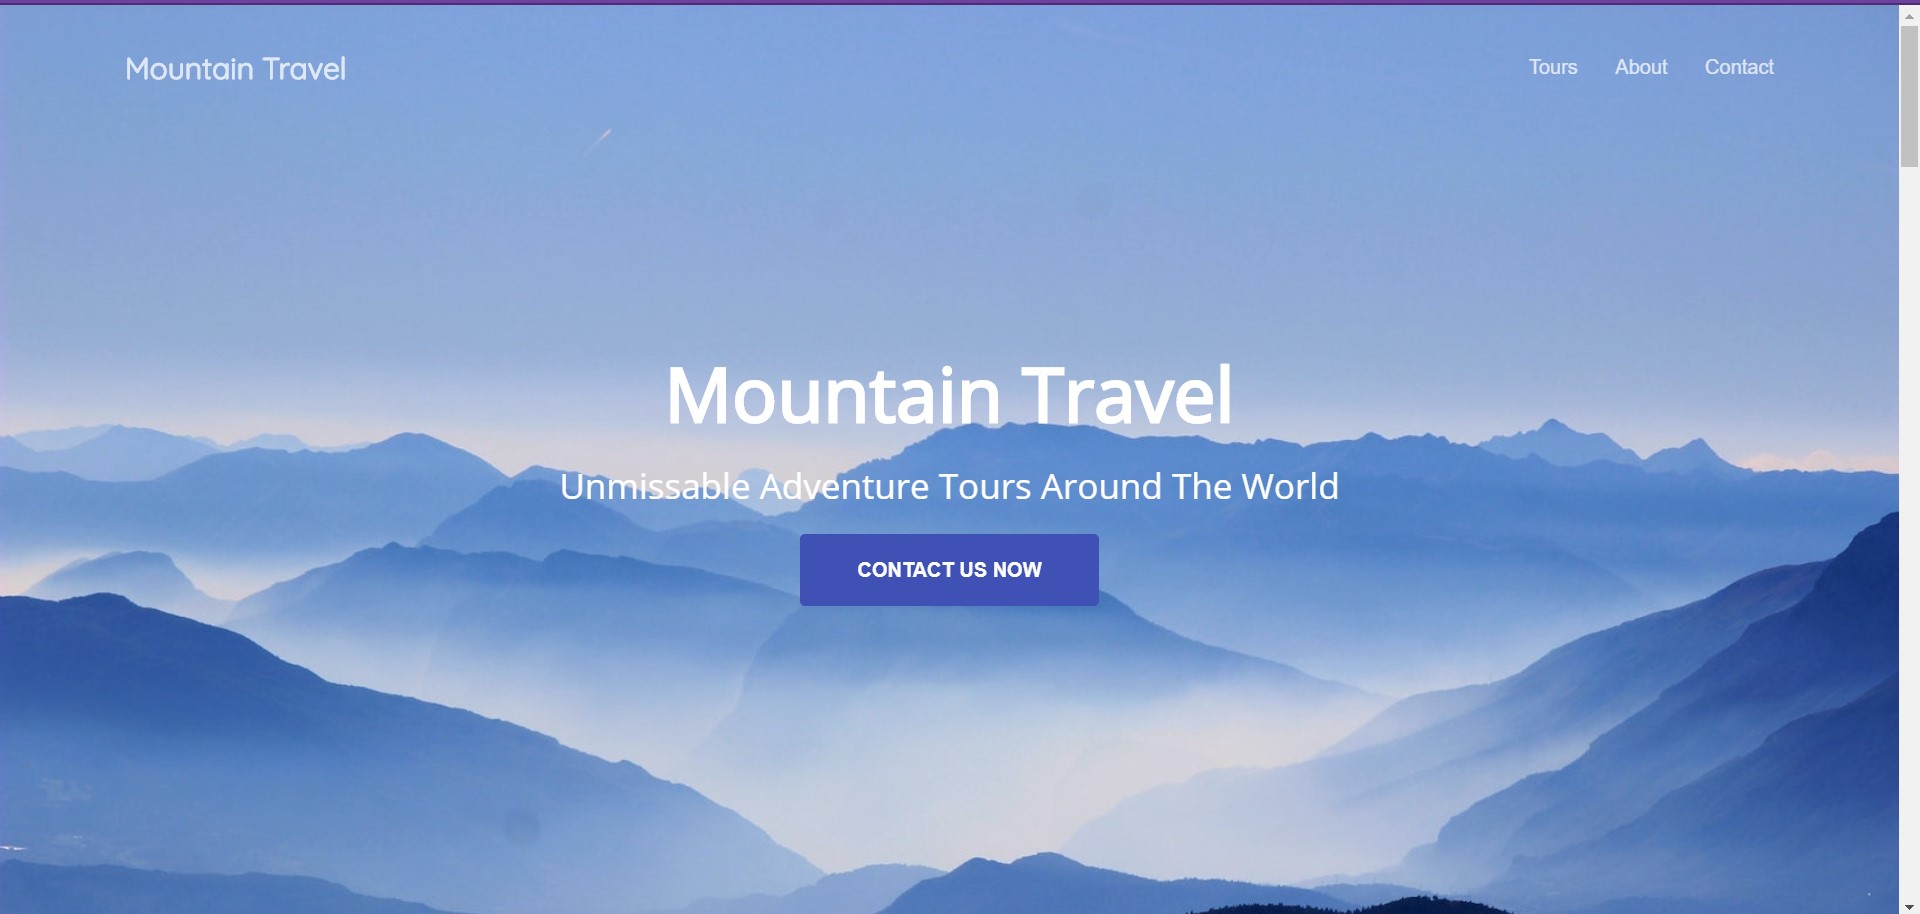 Mountain Travel
Tours About Contact
Mountain Travel
Unmissable Adventure Tours Around The World
CONTACT US NOW